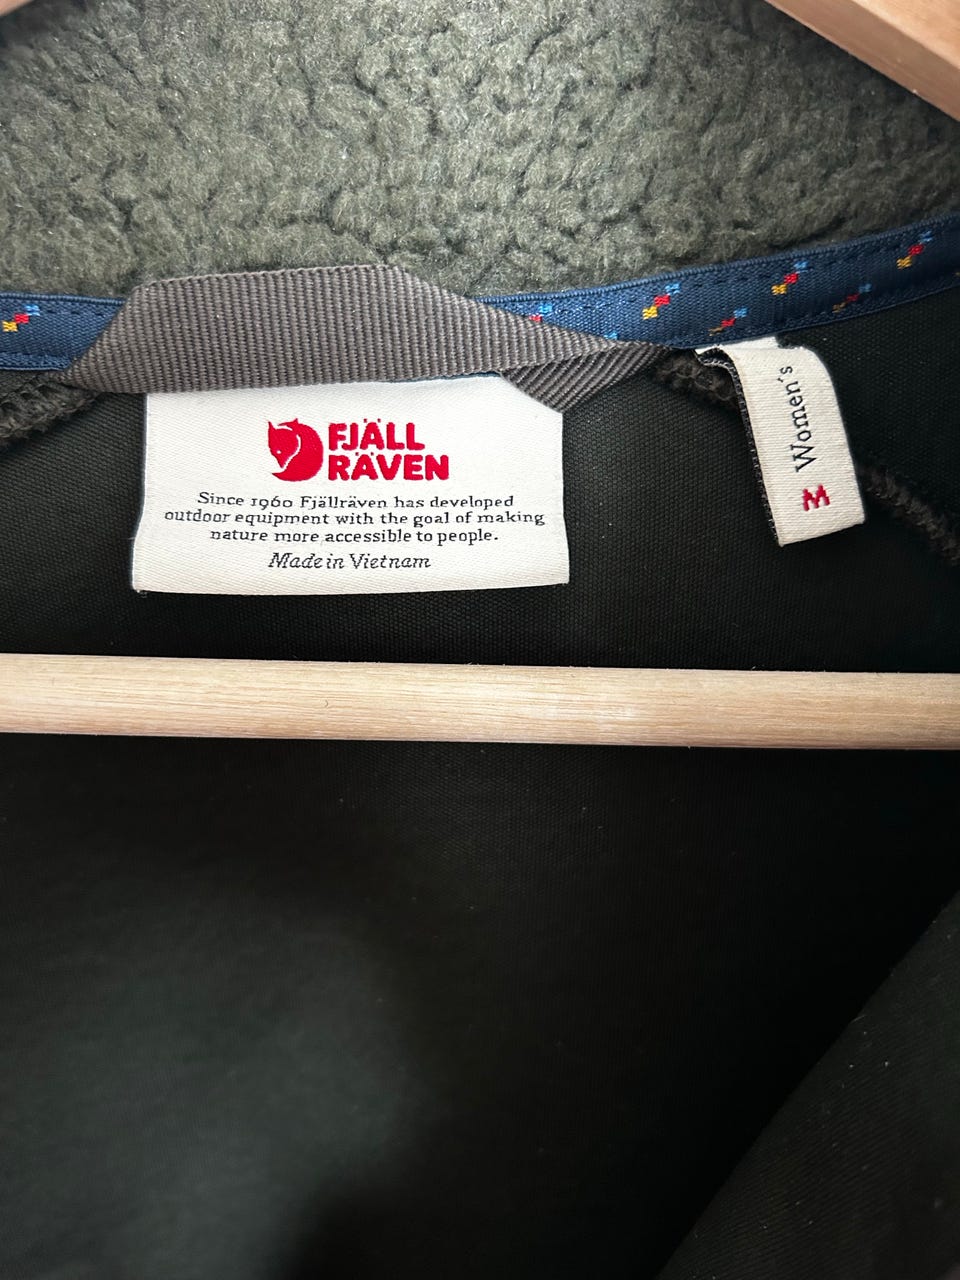 FJÄLL
RÄVEN
Since 1960 Fjällräven has developed
outdoor equipment with the goal of making
nature more accessible to people.
Made in Vietnam
Women's
M